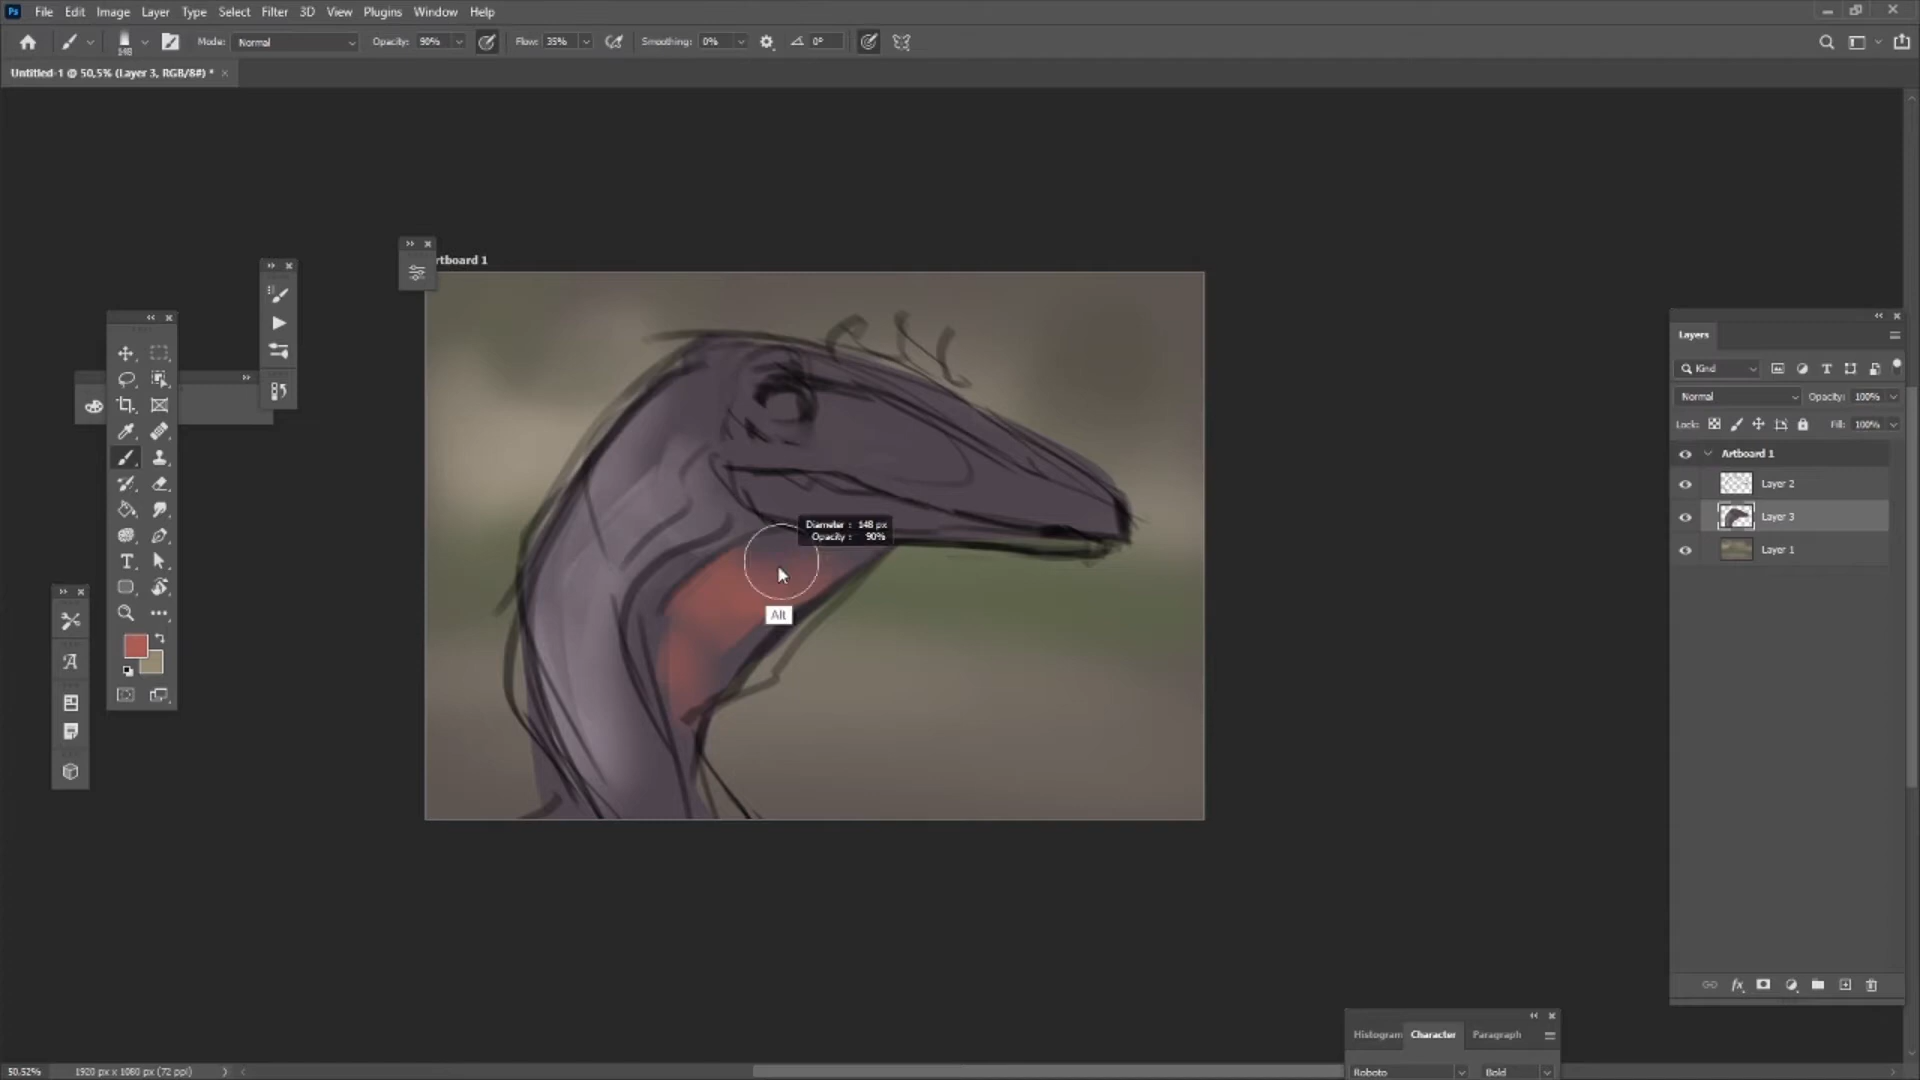 Ps File Edit Image Layer Type Select Filter 3D View Plugins Window Help
148 Mode: Normal Opacity: 90% Flow: 35% Smoothing: 0% 0°
Untitled-1 @ 50,5% (Layer 3, RGB/8#) * ×
rtboard 1
Layers
Kind
Normal Opacity: 100%
Lock: Fill: 100%
Artboard 1
Layer 2
Layer 3
Layer 1
Diameter : 148 px
Opacity : 90%
Alt
Histogram Character Paragraph
Roboto Bold
50.52% 1920 px x 1080 px (72 ppi)